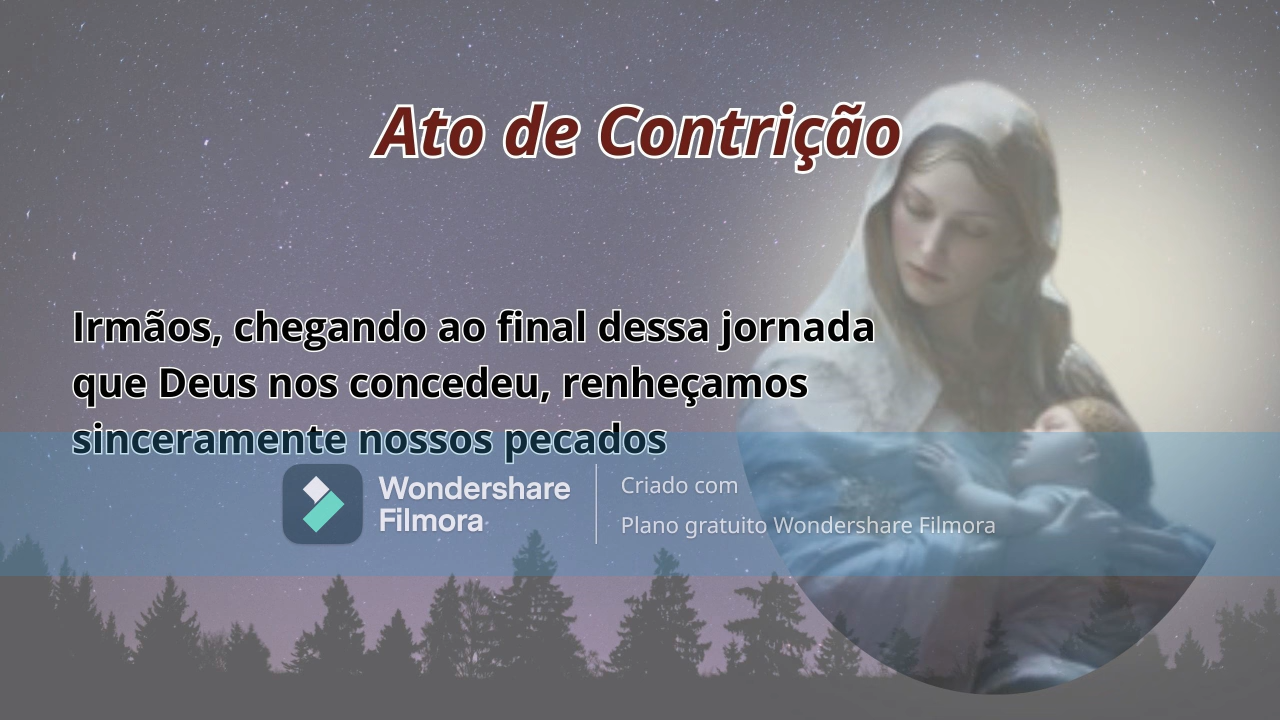 Ato de Contrição
Irmãos, chegando ao final dessa jornada
que Deus nos concedeu, renheçamos
sinceramente nossos pecados
Wondershare
Filmora
Criado com
Plano gratuito Wondershare Filmora